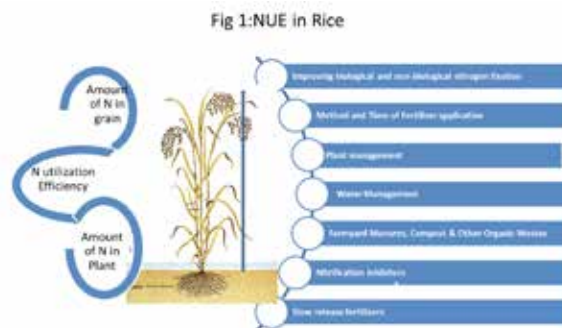 Fig 1:NUE in Rice
Amount
of N in
grain
N utilization
Efficiency
Amount
of N in
Plant
Improving biological and non-biological nitrogen fixation
Method and Time of Fertilizer application
Plant management
Water Management
Farmyard Manures, Compost & Other Organic Wastes
Nitrification inhibitors
Slow release fertilizers